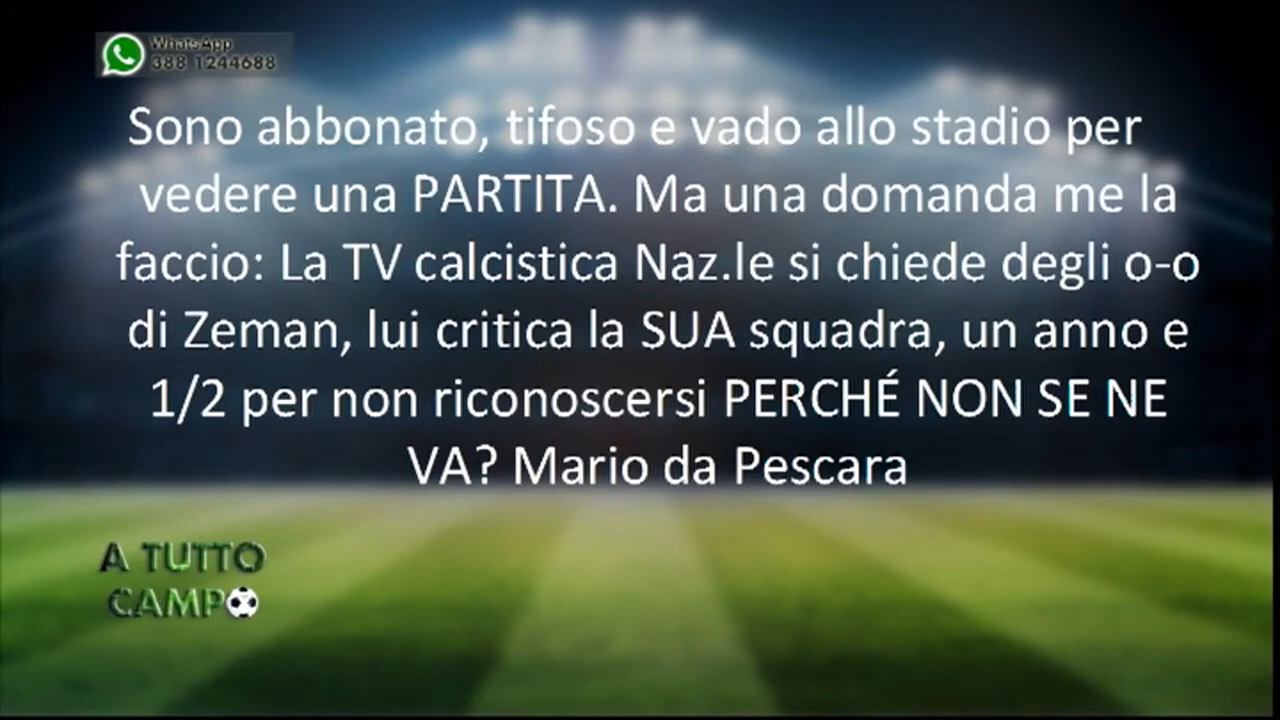 WhatsApp
388 1244688
Sono abbonato, tifoso e vado allo stadio per
vedere una PARTITA. Ma una domanda me la
faccio: La TV calcistica Naz.le si chiede degli o-o
di Zeman, lui critica la SUA squadra, un anno e
1/2 per non riconoscersi PERCHÉ NON SE NE
VA? Mario da Pescara
A TUTTO
CAMPO